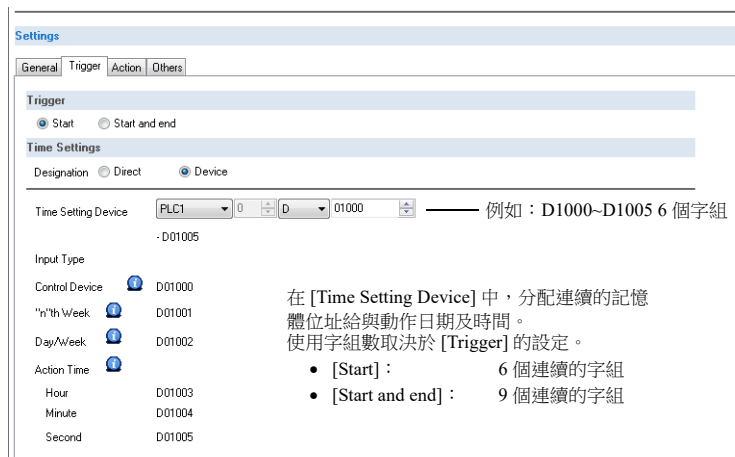 Settings
General Trigger Action Others
Trigger
Start Start and end
Time Settings
Designation Direct Device
Time Setting Device PLC1 0 D 01000 例如：D1000~D1005 6 個字組
- D01005
Input Type
Control Device D01000
"n"th Week D01001
Day/Week D01002
Action Time
Hour D01003
Minute D01004
Second D01005
在 [Time Setting Device] 中，分配連續的記憶
體位址給與動作日期及時間。
使用字組數取決於 [Trigger] 的設定。
• [Start]： 6 個連續的字組
• [Start and end]： 9 個連續的字組